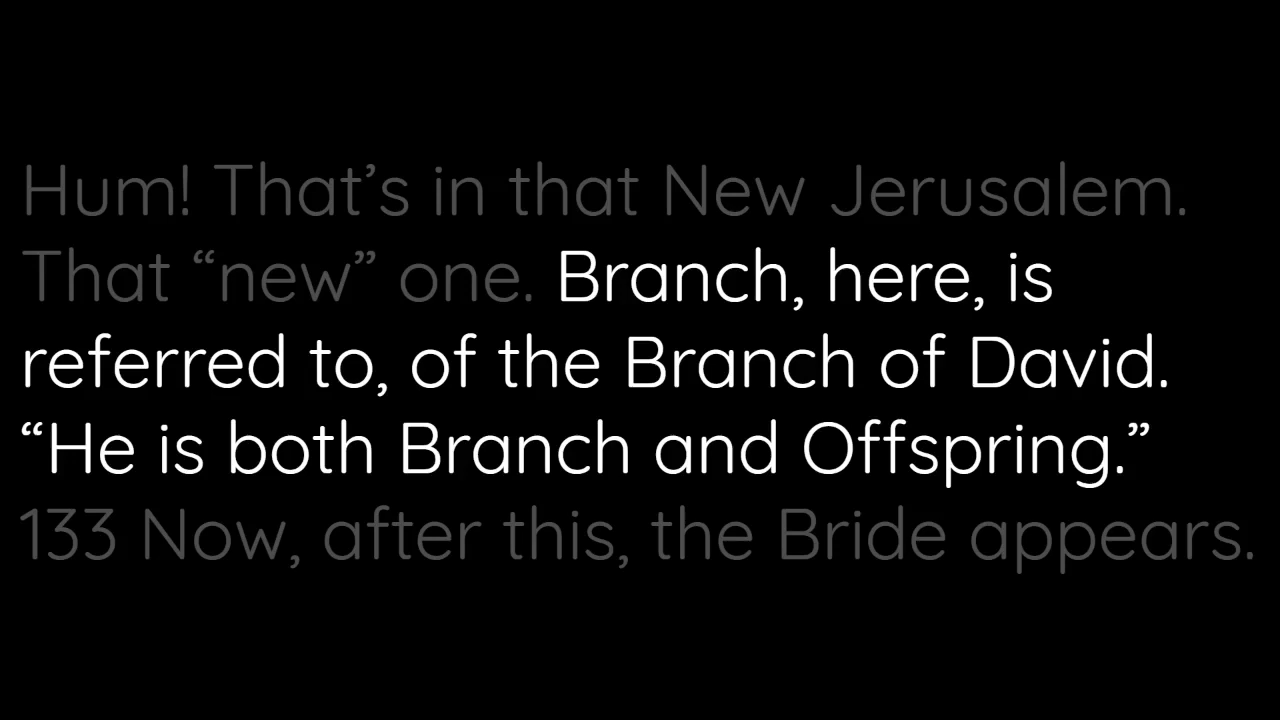 Hum! That’s in that New Jerusalem.
That “new” one. Branch, here, is
referred to, of the Branch of David.
“He is both Branch and Offspring.”
133 Now, after this, the Bride appears.